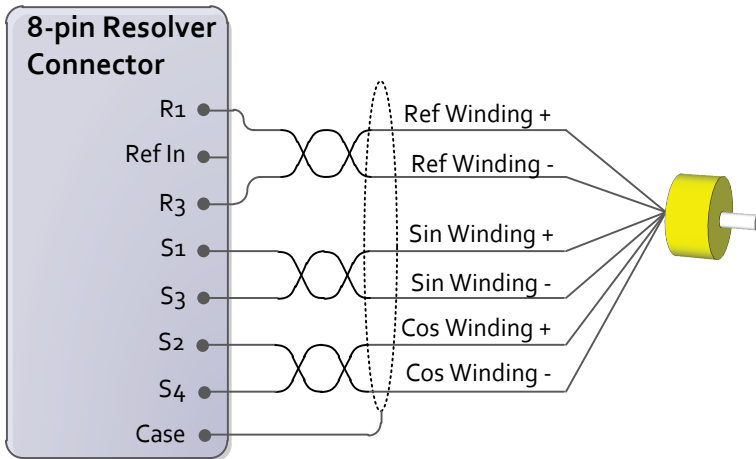 8-pin Resolver
Connector
R1
Ref In
R3
S1
S3
S2
S4
Case
Ref Winding +
Ref Winding -
Sin Winding +
Sin Winding -
Cos Winding +
Cos Winding -